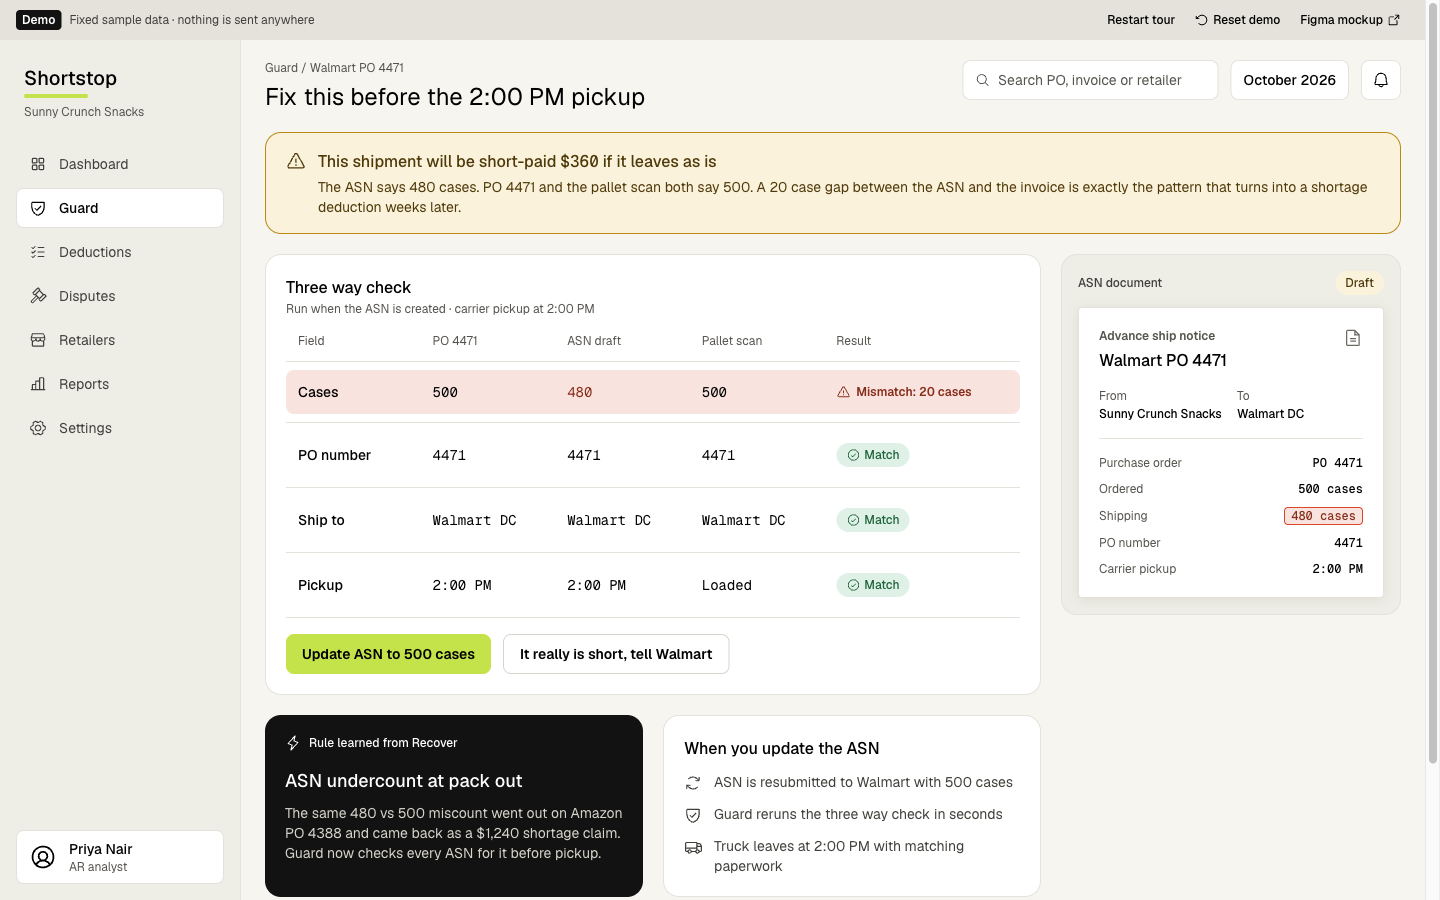 Demo Fixed sample data · nothing is sent anywhere
Restart tour Reset demo Figma mockup
Shortstop
Sunny Crunch Snacks
Dashboard
Guard
Deductions
Disputes
Retailers
Reports
Settings
Priya Nair
AR analyst
Guard / Walmart PO 4471
Fix this before the 2:00 PM pickup
Search PO, invoice or retailer
October 2026
This shipment will be short-paid $360 if it leaves as is
The ASN says 480 cases. PO 4471 and the pallet scan both say 500. A 20 case gap between the ASN and the invoice is exactly the pattern that turns into a shortage
deduction weeks later.
Three way check
Run when the ASN is created · carrier pickup at 2:00 PM
Field PO 4471 ASN draft Pallet scan Result
Cases 500 480 500 Mismatch: 20 cases
PO number 4471 4471 4471 Match
Ship to Walmart DC Walmart DC Walmart DC Match
Pickup 2:00 PM 2:00 PM Loaded Match
Update ASN to 500 cases
It really is short, tell Walmart
ASN document Draft
Advance ship notice
Walmart PO 4471
From To
Sunny Crunch Snacks Walmart DC
Purchase order PO 4471
Ordered 500 cases
Shipping 480 cases
PO number 4471
Carrier pickup 2:00 PM
Rule learned from Recover
ASN undercount at pack out
The same 480 vs 500 miscount went out on Amazon
PO 4388 and came back as a $1,240 shortage claim.
Guard now checks every ASN for it before pickup.
When you update the ASN
ASN is resubmitted to Walmart with 500 cases
Guard reruns the three way check in seconds
Truck leaves at 2:00 PM with matching
paperwork